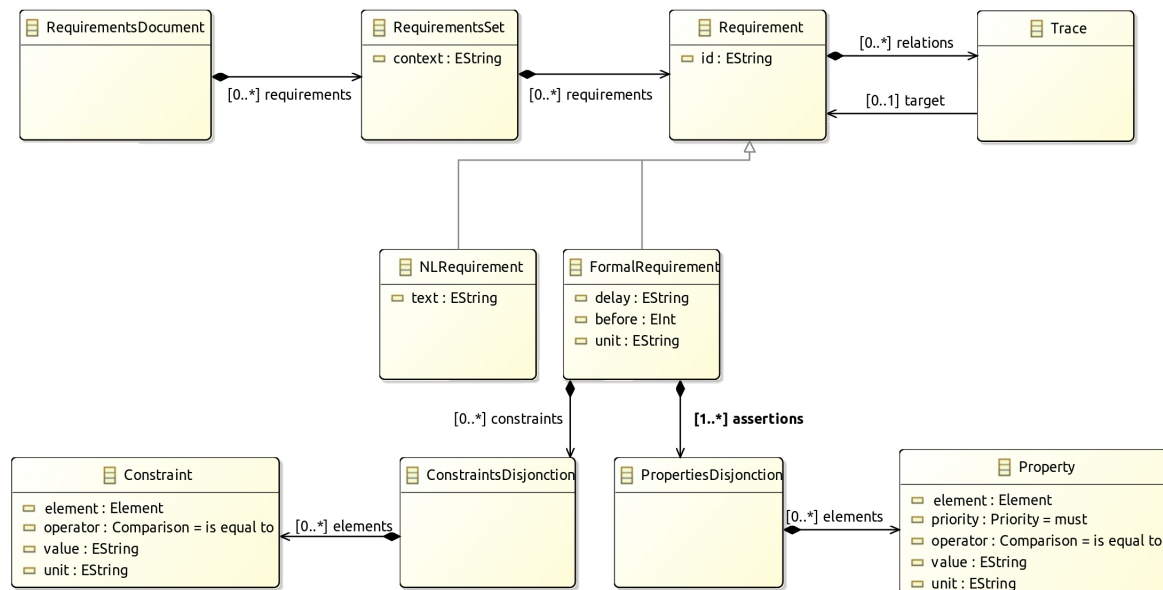 RequirementsDocument
RequirementsSet
context : EString
Requirement
id : EString
Trace
[0..*] requirements
[0..*] requirements
[0..*] relations
[0..1] target
NLRequirement
text : EString
FormalRequirement
delay : EString
before : EInt
unit : EString
[0..*] constraints
[1..*] assertions
Constraint
element : Element
operator : Comparison = is equal to
value : EString
unit : EString
[0..*] elements
ConstraintsDisjonction
PropertiesDisjonction
[0..*] elements
Property
element : Element
priority : Priority = must
operator : Comparison = is equal to
value : EString
unit : EString